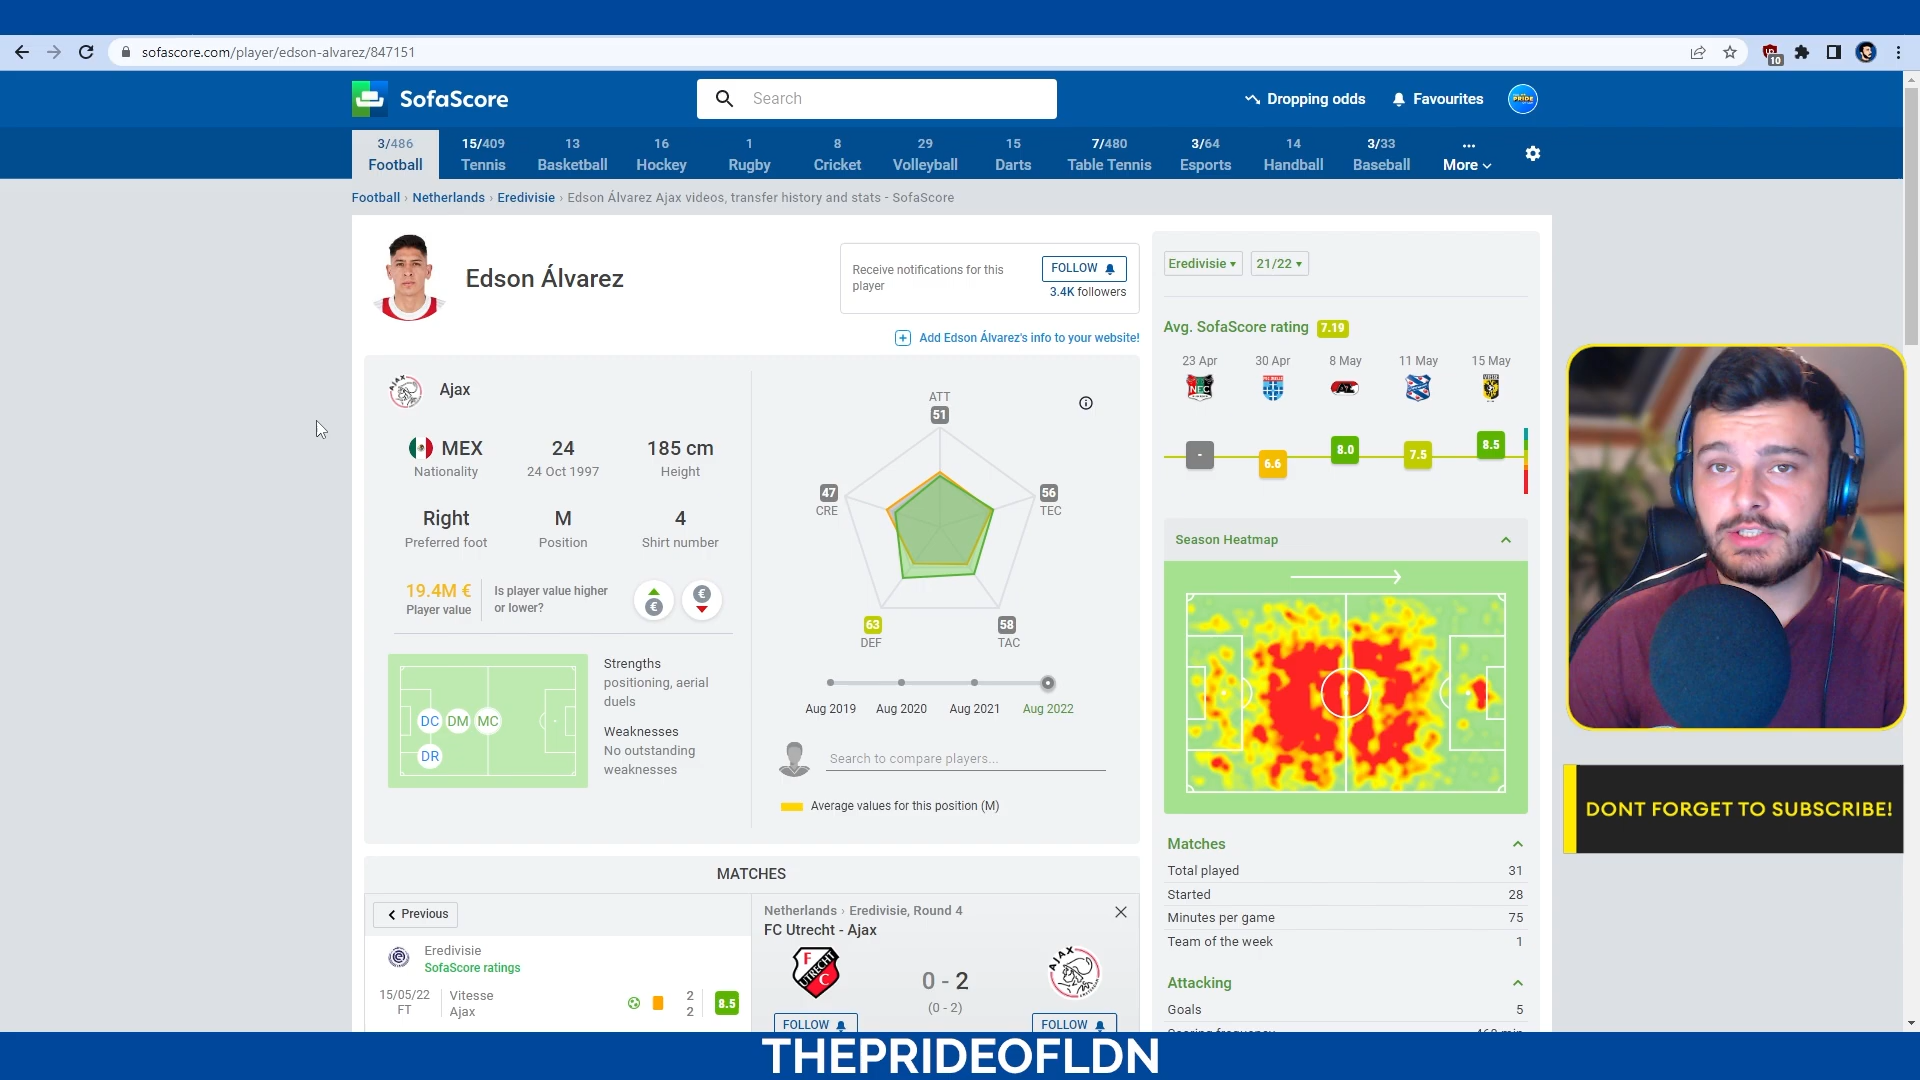 sofascore.com/player/edson-alvarez/847151
10
SofaScore
Search
Dropping odds
Favourites
3/486
Football
15/409
Tennis
13
Basketball
16
Hockey
1
Rugby
8
Cricket
29
Volleyball
15
Darts
7/480
Table Tennis
3/64
Esports
14
Handball
3/33
Baseball
More
Football › Netherlands › Eredivisie › Edson Álvarez Ajax videos, transfer history and stats - SofaScore
Edson Álvarez
Receive notifications for this
player
FOLLOW
3.4K followers
Add Edson Álvarez's info to your website!
Ajax
MEX
Nationality
24
24 Oct 1997
185 cm
Height
Right
Preferred foot
M
Position
4
Shirt number
19.4M €
Player value
Is player value higher
or lower?
€
€
DC
DM
MC
DR
Strengths
positioning, aerial
duels
Weaknesses
No outstanding
weaknesses
ATT
51
47
CRE
56
TEC
63
DEF
58
TAC
Aug 2019
Aug 2020
Aug 2021
Aug 2022
Search to compare players...
Average values for this position (M)
MATCHES
Previous
Eredivisie
SofaScore ratings
15/05/22
FT
Vitesse
Ajax
2
2
8.5
Netherlands › Eredivisie, Round 4
FC Utrecht - Ajax
F
UTRECHT
C
0 - 2
(0 - 2)
AJAX
FOLLOW
FOLLOW
Eredivisie
21/22
Avg. SofaScore rating 7.19
23 Apr
30 Apr
8 May
11 May
15 May
NEC
AZ
-
6.6
8.0
7.5
8.5
Season Heatmap
Matches
Total played 31
Started 28
Minutes per game 75
Team of the week 1
Attacking
Goals 5
DONT FORGET TO SUBSCRIBE!
THEPRIDEOFLDN